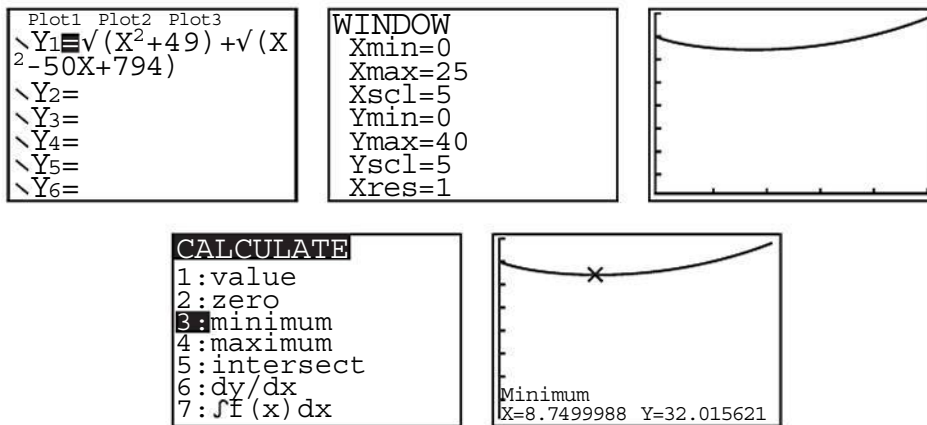 Plot1 Plot2 Plot3
\Y₁=√(X²+49)+√(X
²-50X+794)
\Y₂=
\Y₃=
\Y₄=
\Y₅=
\Y₆=
WINDOW
Xmin=0
Xmax=25
Xscl=5
Ymin=0
Ymax=40
Yscl=5
Xres=1
CALCULATE
1:value
2:zero
3:minimum
4:maximum
5:intersect
6:dy/dx
7:∫f(x)dx
Minimum
X=8.7499988 Y=32.015621